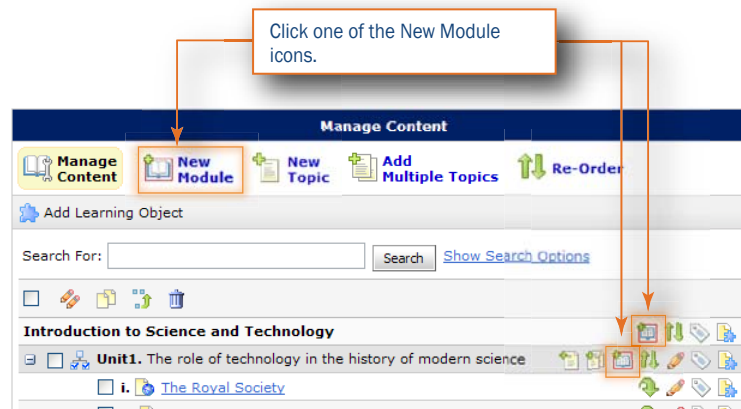 Click one of the New Module
icons.
Manage Content
Manage
Content
New
Module
New
Topic
Add
Multiple Topics
Re-Order
Add Learning Object
Search For:
Search
Show Search Options
Introduction to Science and Technology
Unit1. The role of technology in the history of modern science
i. The Royal Society